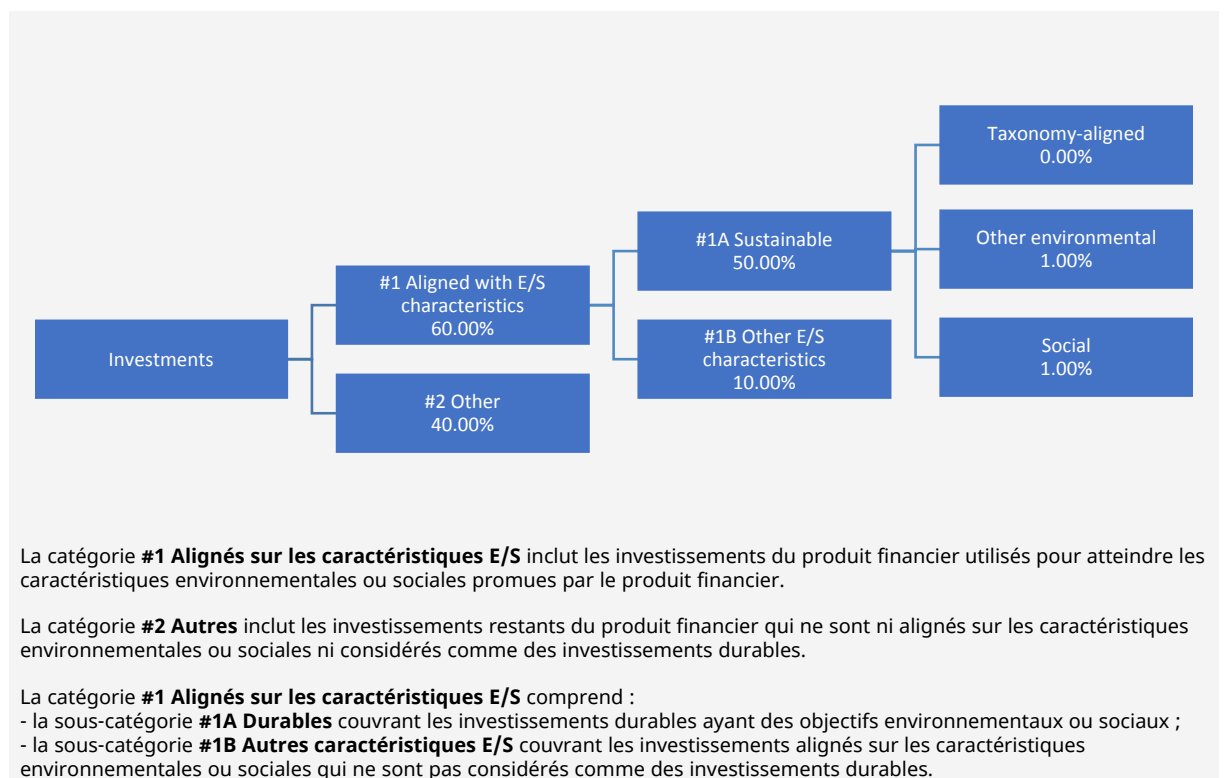 Investments
#1 Aligned with E/S
characteristics
60.00%
#2 Other
40.00%
#1A Sustainable
50.00%
#1B Other E/S
characteristics
10.00%
Taxonomy-aligned
0.00%
Other environmental
1.00%
Social
1.00%
La catégorie #1 Alignés sur les caractéristiques E/S inclut les investissements du produit financier utilisés pour atteindre les
caractéristiques environnementales ou sociales promues par le produit financier.
La catégorie #2 Autres inclut les investissements restants du produit financier qui ne sont ni alignés sur les caractéristiques
environnementales ou sociales ni considérés comme des investissements durables.
La catégorie #1 Alignés sur les caractéristiques E/S comprend :
- la sous-catégorie #1A Durables couvrant les investissements durables ayant des objectifs environnementaux ou sociaux ;
- la sous-catégorie #1B Autres caractéristiques E/S couvrant les investissements alignés sur les caractéristiques
environnementales ou sociales qui ne sont pas considérés comme des investissements durables.